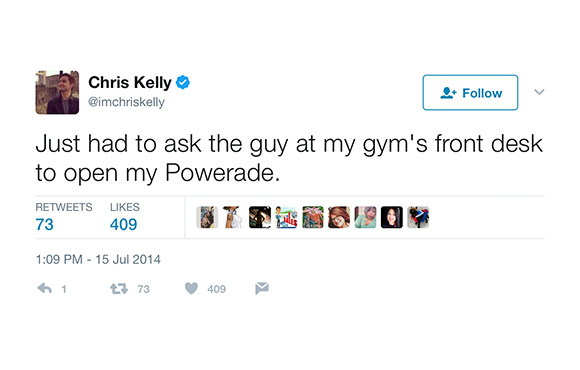 Chris Kelly
@imchriskelly
Follow
Just had to ask the guy at my gym's front desk
to open my Powerade.
RETWEETS LIKES
73 409
1:09 PM - 15 Jul 2014
1 73 409